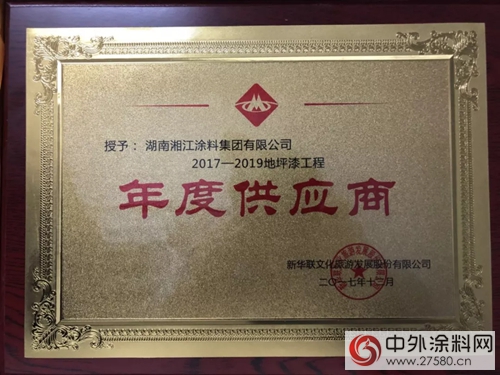 授予： 湖南湘江涂料集团有限公司
2017—2019地坪漆工程
年度供应商
新华联文化旅游发展股份有限公司
二〇一七年十二月
中外涂料网
www.27580.cn